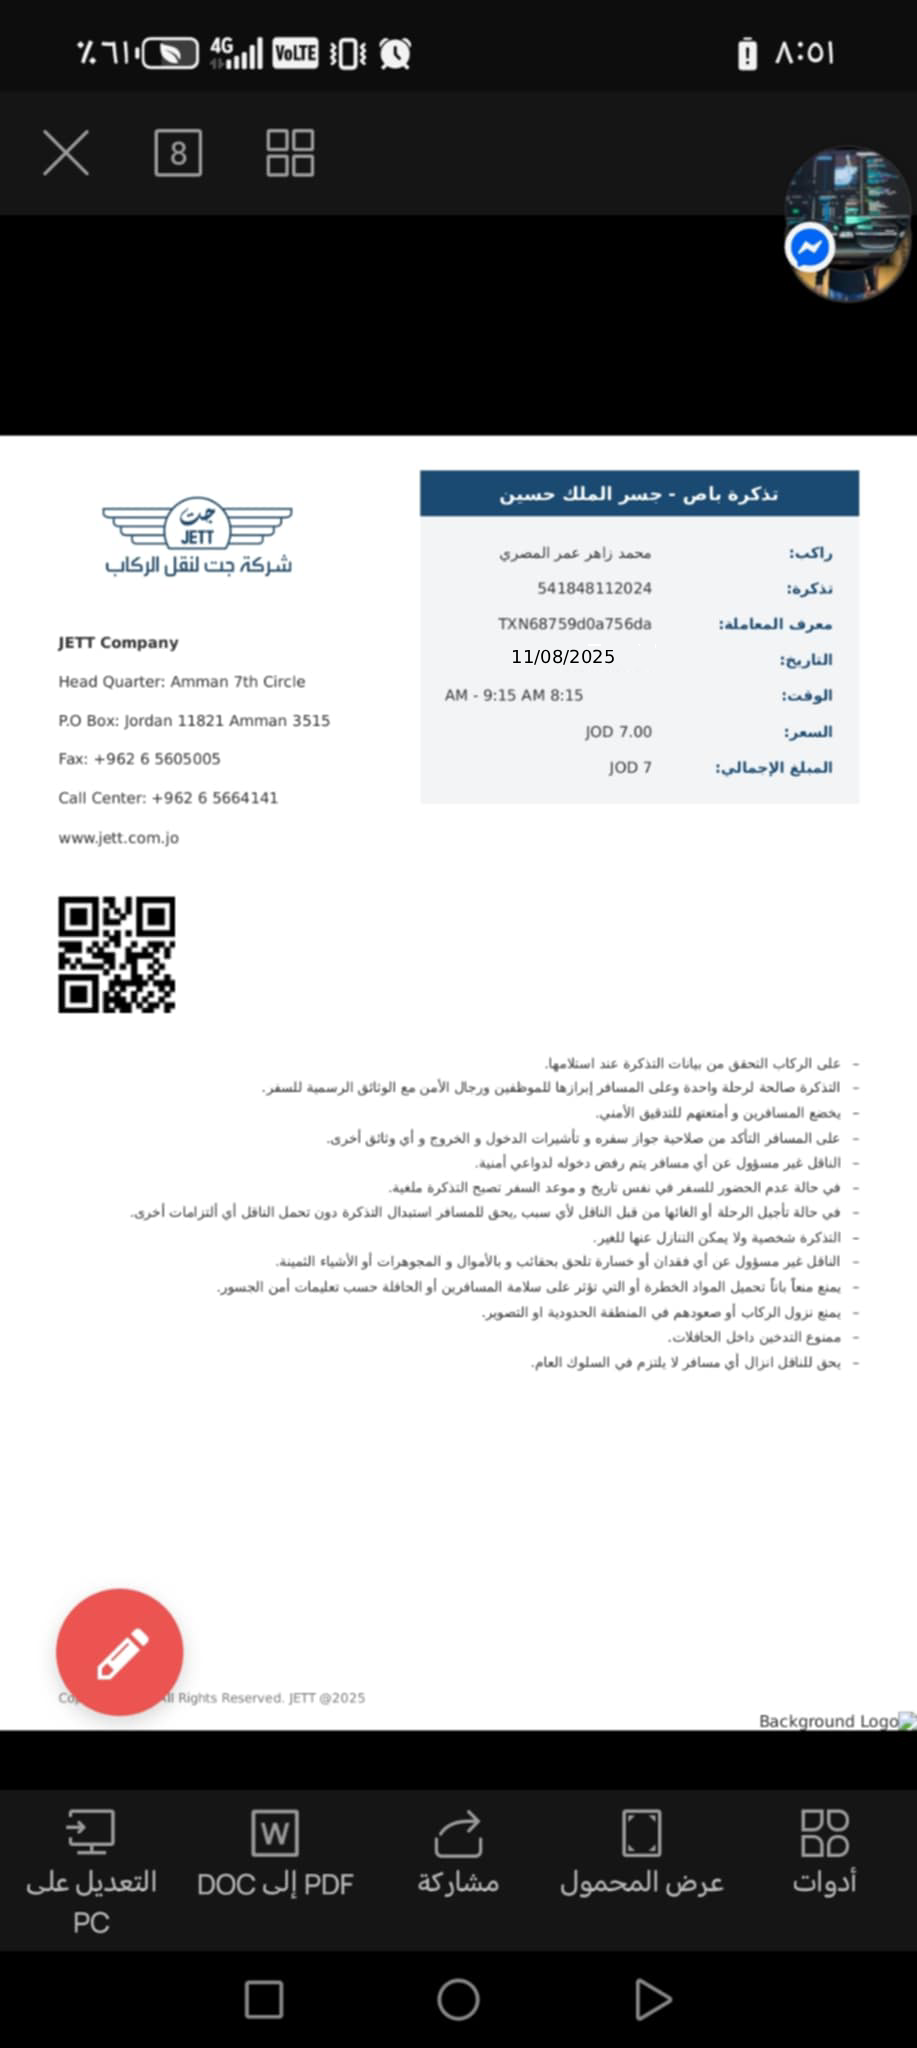 ٪٦١ 4G VoLTE ٨:٥١
8
جت
JETT
شركة جت لنقل الركاب
تذكرة باص - جسر الملك حسين
راكب: محمد زاهر عمر المصري
تذكرة: 541848112024
معرف المعاملة: TXN68759d0a756da
التاريخ: 11/08/2025
الوقت: AM - 9:15 AM 8:15
السعر: JOD 7.00
المبلغ الإجمالي: JOD 7
JETT Company
Head Quarter: Amman 7th Circle
P.O Box: Jordan 11821 Amman 3515
Fax: +962 6 5605005
Call Center: +962 6 5664141
www.jett.com.jo
- على الركاب التحقق من بيانات التذكرة عند استلامها.
- التذكرة صالحة لرحلة واحدة وعلى المسافر إبرازها للموظفين ورجال الأمن مع الوثائق الرسمية للسفر.
- يخضع المسافرين و أمتعتهم للتدقيق الأمني.
- على المسافر التأكد من صلاحية جواز سفره و تأشيرات الدخول و الخروج و أي وثائق أخرى.
- الناقل غير مسؤول عن أي مسافر يتم رفض دخوله لدواعي أمنية.
- في حالة عدم الحضور للسفر في نفس تاريخ و موعد السفر تصبح التذكرة ملغية.
- في حالة تأجيل الرحلة أو الغائها من قبل الناقل لأي سبب ,يحق للمسافر استبدال التذكرة دون تحمل الناقل أي ألتزامات أخرى.
- التذكرة شخصية ولا يمكن التنازل عنها للغير.
- الناقل غير مسؤول عن أي فقدان أو خسارة تلحق بحقائب و بالأموال و المجوهرات أو الأشياء الثمينة.
- يمنع منعاً باتاً تحميل المواد الخطرة أو التي تؤثر على سلامة المسافرين أو الحافلة حسب تعليمات أمن الجسور.
- يمنع نزول الركاب أو صعودهم في المنطقة الحدودية او التصوير.
- ممنوع التدخين داخل الحافلات.
- يحق للناقل انزال أي مسافر لا يلتزم في السلوك العام.
All Rights Reserved. JETT @2025
Background Logo
أدوات
عرض المحمول
مشاركة
PDF إلى DOC
التعديل على
PC